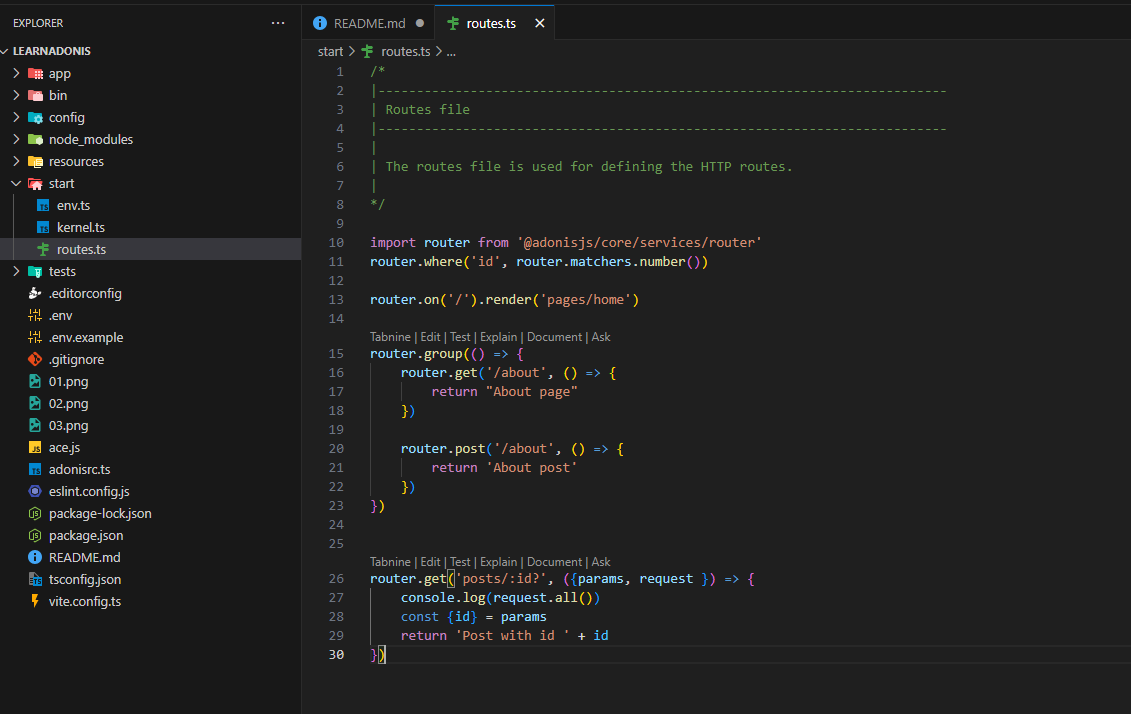 EXPLORER
LEARNADONIS
app
bin
config
node_modules
resources
start
env.ts
kernel.ts
routes.ts
tests
.editorconfig
.env
.env.example
.gitignore
01.png
02.png
03.png
ace.js
adonisrc.ts
eslint.config.js
package-lock.json
package.json
README.md
tsconfig.json
vite.config.ts
README.md routes.ts
start > routes.ts > ...
1 /*
2 |--------------------------------------------------------------------------
3 | Routes file
4 |--------------------------------------------------------------------------
5 |
6 | The routes file is used for defining the HTTP routes.
7 |
8 */
9
10 import router from '@adonisjs/core/services/router'
11 router.where('id', router.matchers.number())
12
13 router.on('/').render('pages/home')
14
Tabnine | Edit | Test | Explain | Document | Ask
15 router.group(() => {
16     router.get('/about', () => {
17         return "About page"
18     })
19
20     router.post('/about', () => {
21         return 'About post'
22     })
23 })
24
25
Tabnine | Edit | Test | Explain | Document | Ask
26 router.get('posts/:id?', ({params, request }) => {
27     console.log(request.all())
28     const {id} = params
29     return 'Post with id ' + id
30 })